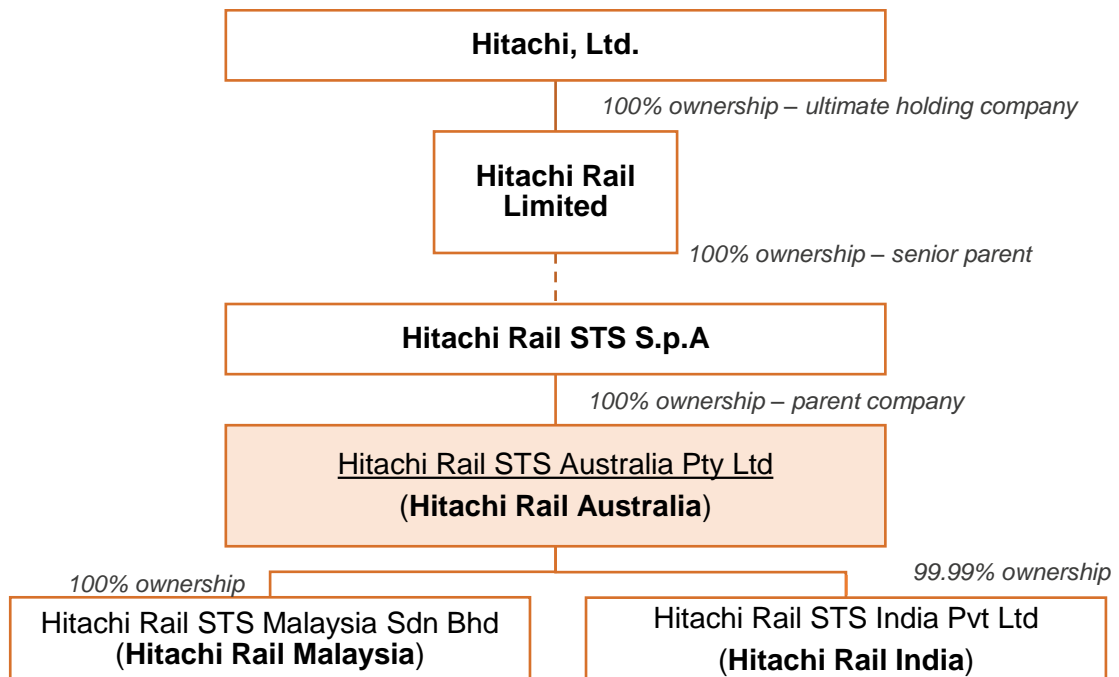 Hitachi, Ltd.
100% ownership – ultimate holding company
Hitachi Rail
Limited
100% ownership – senior parent
Hitachi Rail STS S.p.A
100% ownership – parent company
Hitachi Rail STS Australia Pty Ltd
(Hitachi Rail Australia)
100% ownership
99.99% ownership
Hitachi Rail STS Malaysia Sdn Bhd
(Hitachi Rail Malaysia)
Hitachi Rail STS India Pvt Ltd
(Hitachi Rail India)